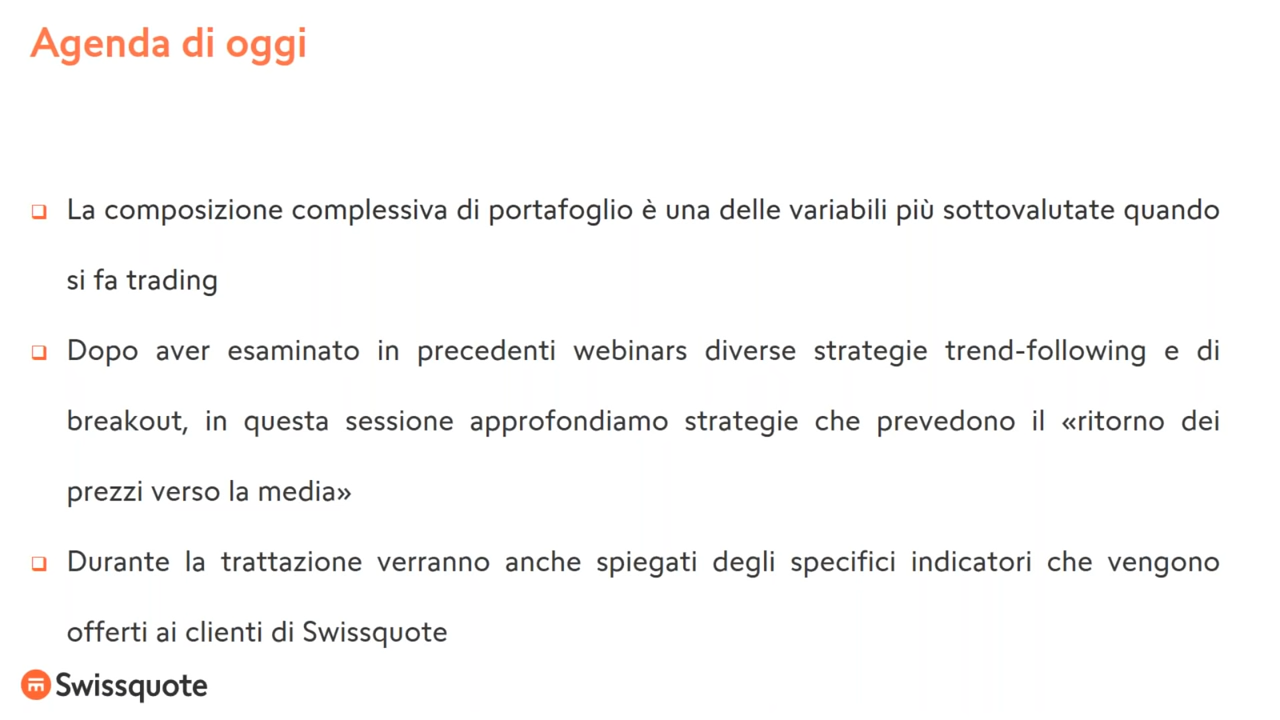 Agenda di oggi
La composizione complessiva di portafoglio è una delle variabili più sottovalutate quando
si fa trading
Dopo aver esaminato in precedenti webinars diverse strategie trend-following e di
breakout, in questa sessione approfondiamo strategie che prevedono il «ritorno dei
prezzi verso la media»
Durante la trattazione verranno anche spiegati degli specifici indicatori che vengono
offerti ai clienti di Swissquote
Swissquote